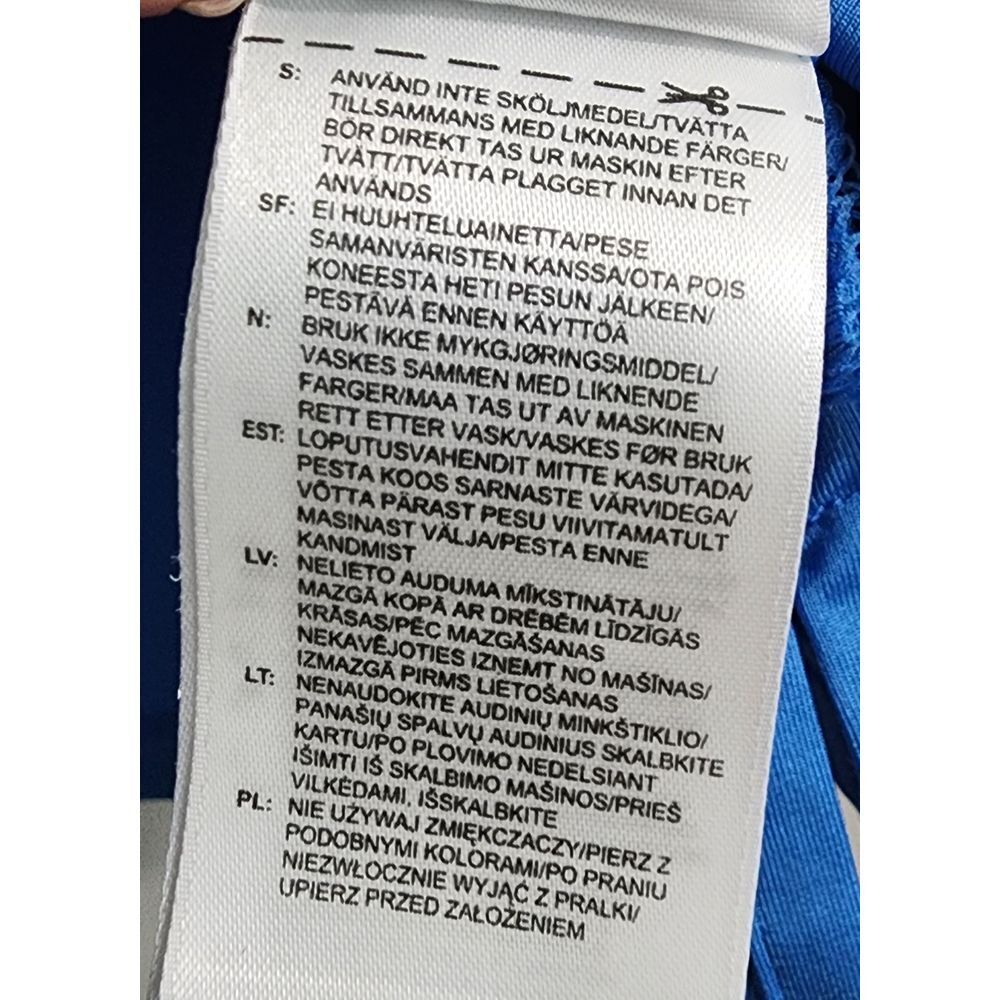 S: ANVÄND INTE SKÖLJMEDEL/TVÄTTA
TILLSAMMANS MED LIKNANDE FÄRGER/
BÖR DIREKT TAS UR MASKIN EFTER
TVÄTT/TVÄTTA PLAGGET INNAN DET
ANVÄNDS
SF: EI HUUHTELUAINETTA/PESE
SAMANVÄRISTEN KANSSA/OTA POIS
KONEESTA HETI PESUN JÄLKEEN/
PESTÄVÄ ENNEN KÄYTTÖÄ
N: BRUK IKKE MYKGJØRINGSMIDDEL/
VASKES SAMMEN MED LIKNENDE
FARGER/MAA TAS UT AV MASKINEN
RETT ETTER VASK/VASKES FØR BRUK
EST: LOPUTUSVAHENDIT MITTE KASUTADA/
PESTA KOOS SARNASTE VÄRVIDEGA/
VÕTTA PÄRAST PESU VIIVITAMATULT
MASINAST VÄLJA/PESTA ENNE
KANDMIST
LV: NELIETO AUDUMA MĪKSTINĀTĀJU/
MAZGĀ KOPĀ AR DRĒBĒM LĪDZĪGĀS
KRĀSAS/PĒC MAZGĀŠANAS
NEKAVĒJOTIES IZŅEMT NO MAŠĪNAS/
IZMAZGĀ PIRMS LIETOŠANAS
LT: NENAUDOKITE AUDINIŲ MINKŠTIKLIO/
PANAŠIŲ SPALVŲ AUDINIUS SKALBKITE
KARTU/PO PLOVIMO NEDELSIANT
IŠIMTI IŠ SKALBIMO MAŠINOS/PRIEŠ
VILKĖDAMI, IŠSKALBKITE
PL: NIE UŻYWAJ ZMIĘKCZACZY/PIERZ Z
PODOBNYMI KOLORAMI/PO PRANIU
NIEZWŁOCZNIE WYJĄĆ Z PRALKI/
UPIERZ PRZED ZAŁOŻENIEM